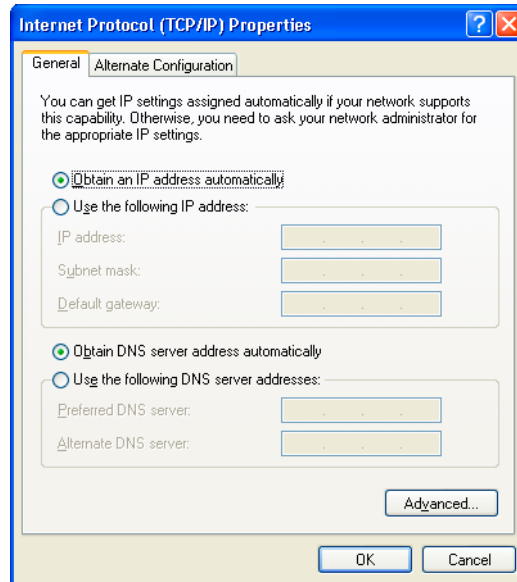 Internet Protocol (TCP/IP) Properties
General
Alternate Configuration
You can get IP settings assigned automatically if your network supports
this capability. Otherwise, you need to ask your network administrator for
the appropriate IP settings.
Obtain an IP address automatically
Use the following IP address:
IP address:
Subnet mask:
Default gateway:
Obtain DNS server address automatically
Use the following DNS server addresses:
Preferred DNS server:
Alternate DNS server:
Advanced...
OK
Cancel